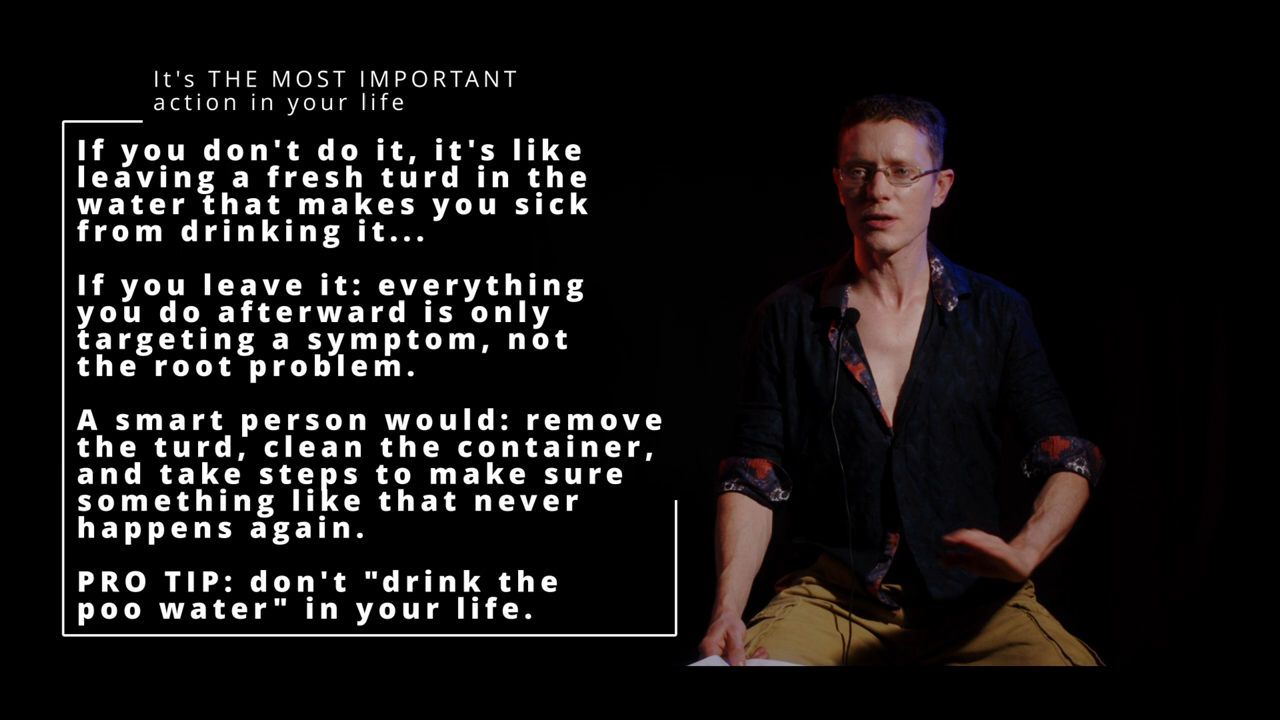 It's THE MOST IMPORTANT
action in your life
If you don't do it, it's like
leaving a fresh turd in the
water that makes you sick
from drinking it...
If you leave it: everything
you do afterward is only
targeting a symptom, not
the root problem.
A smart person would: remove
the turd, clean the container,
and take steps to make sure
something like that never
happens again.
PRO TIP: don't "drink the
poo water" in your life.